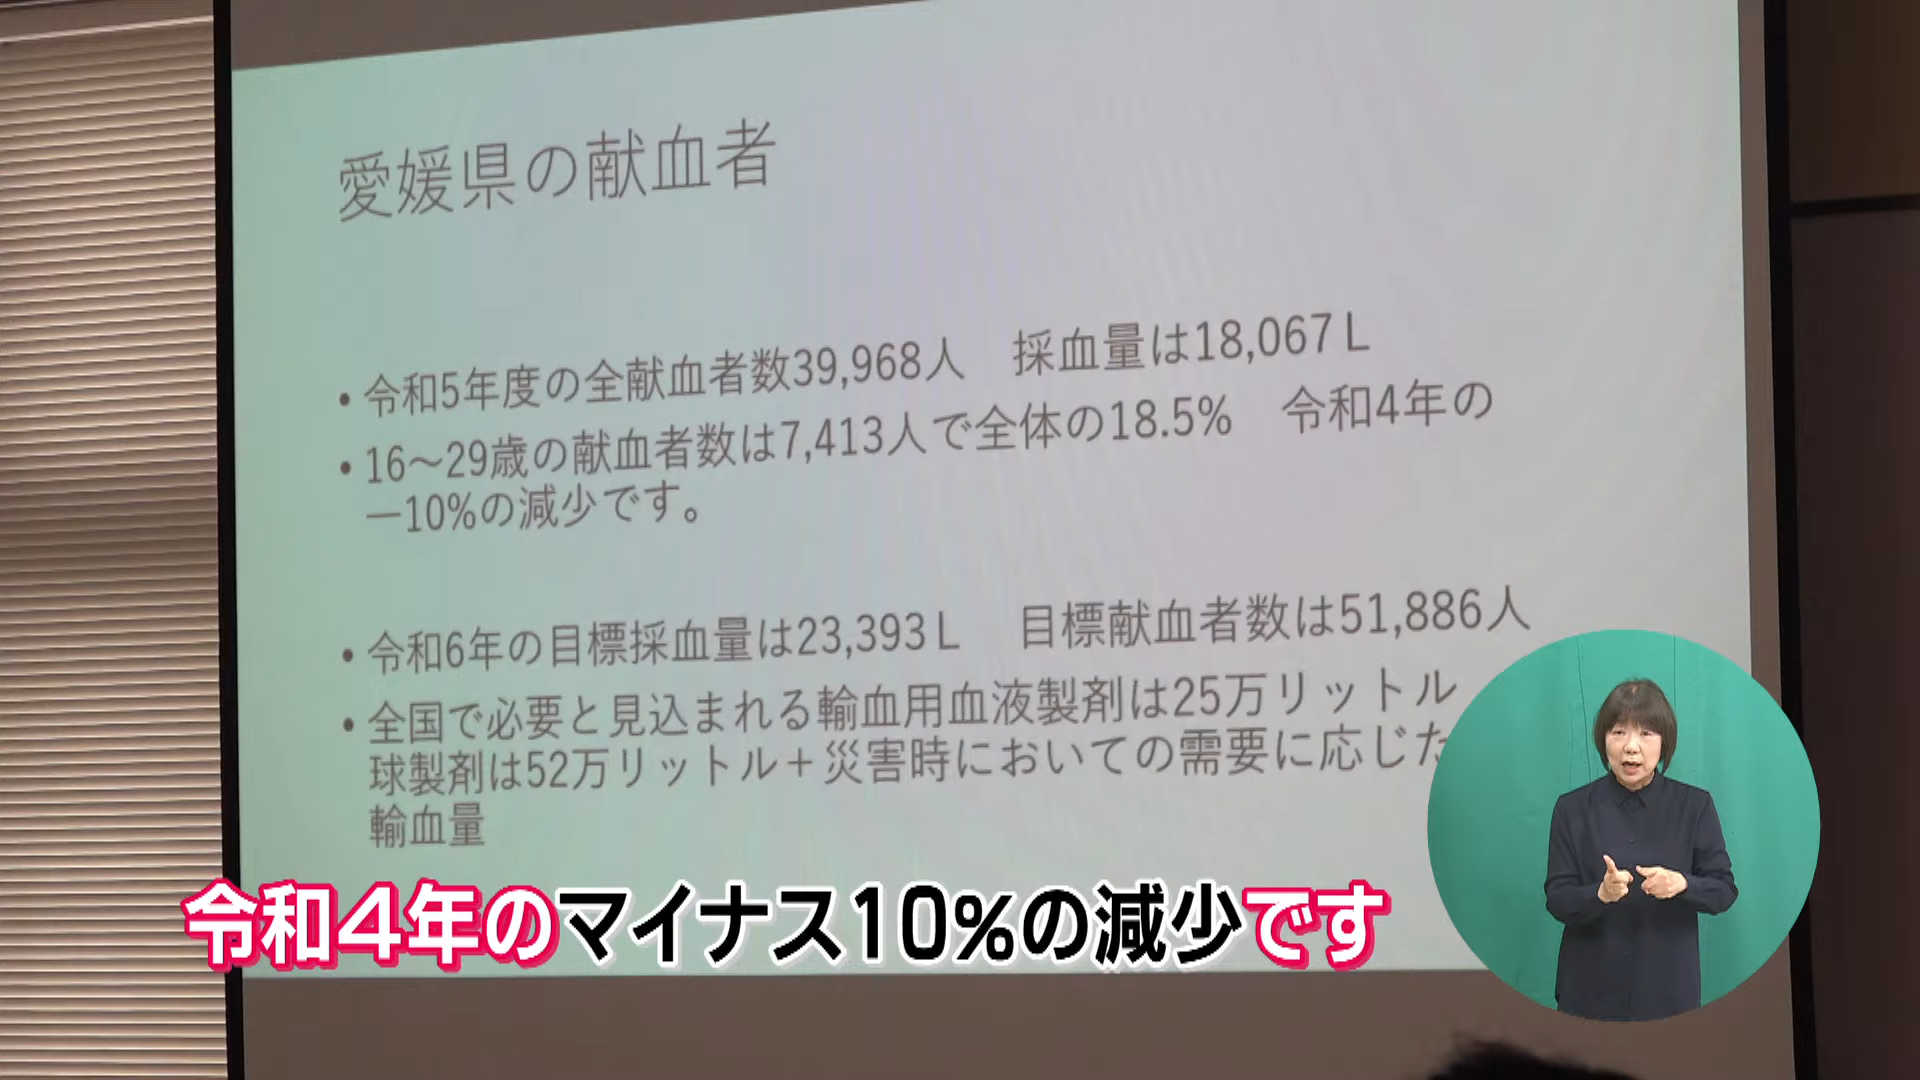 愛媛県の献血者
• 令和5年度の全献血者数39,968人　採血量は18,067L
• 16～29歳の献血者数は7,413人で全体の18.5%　令和4年の
―10%の減少です。
• 令和6年の目標採血量は23,393L　目標献血者数は51,886人
• 全国で必要と見込まれる輸血用血液製剤は25万リットル
球製剤は52万リットル＋災害時においての需要に応じた
輸血量
令和4年のマイナス10%の減少です